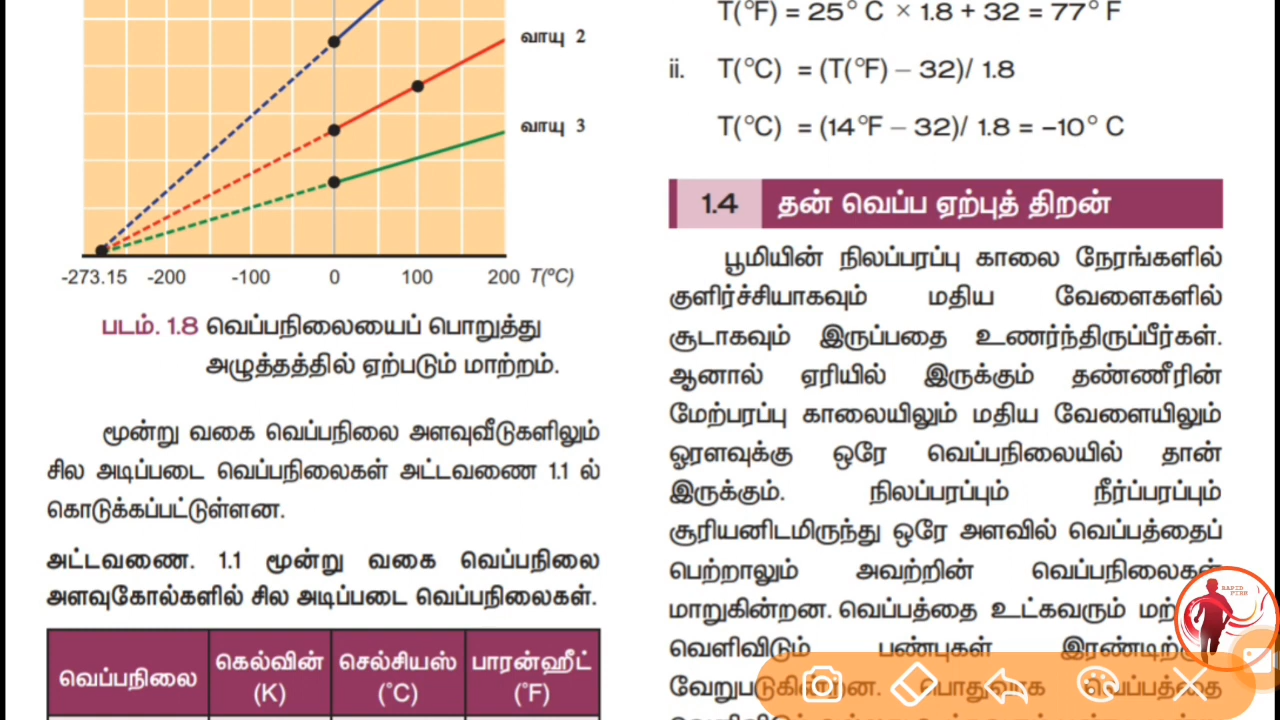 வாயு 2
வாயு 3
-273.15 -200 -100 0 100 200 T(°C)
படம். 1.8 வெப்பநிலையைப் பொறுத்து
அழுத்தத்தில் ஏற்படும் மாற்றம்.
மூன்று வகை வெப்பநிலை அளவுவீடுகளிலும்
சில அடிப்படை வெப்பநிலைகள் அட்டவணை 1.1 ல்
கொடுக்கப்பட்டுள்ளன.
அட்டவணை. 1.1 மூன்று வகை வெப்பநிலை
அளவுகோல்களில் சில அடிப்படை வெப்பநிலைகள்.
வெப்பநிலை கெல்வின் (K) செல்சியஸ் (°C) பாரன்ஹீட் (°F)
T(°F) = 25° C × 1.8 + 32 = 77° F
ii. T(°C) = (T(°F) – 32)/ 1.8
T(°C) = (14°F – 32)/ 1.8 = –10° C
1.4 தன் வெப்ப ஏற்புத் திறன்
பூமியின் நிலப்பரப்பு காலை நேரங்களில்
குளிர்ச்சியாகவும் மதிய வேளைகளில்
சூடாகவும் இருப்பதை உணர்ந்திருப்பீர்கள்.
ஆனால் ஏரியில் இருக்கும் தண்ணீரின்
மேற்பரப்பு காலையிலும் மதிய வேளையிலும்
ஓரளவுக்கு ஒரே வெப்பநிலையில் தான்
இருக்கும். நிலப்பரப்பும் நீர்ப்பரப்பும்
சூரியனிடமிருந்து ஒரே அளவில் வெப்பத்தைப்
பெற்றாலும் அவற்றின் வெப்பநிலைகள்
மாறுகின்றன. வெப்பத்தை உட்கவரும்
வெளிவிடும் பண்புகள்
வேறுபடுகின்றன. பொதுவாக வெப்பத்தை
RAPID
FIRE